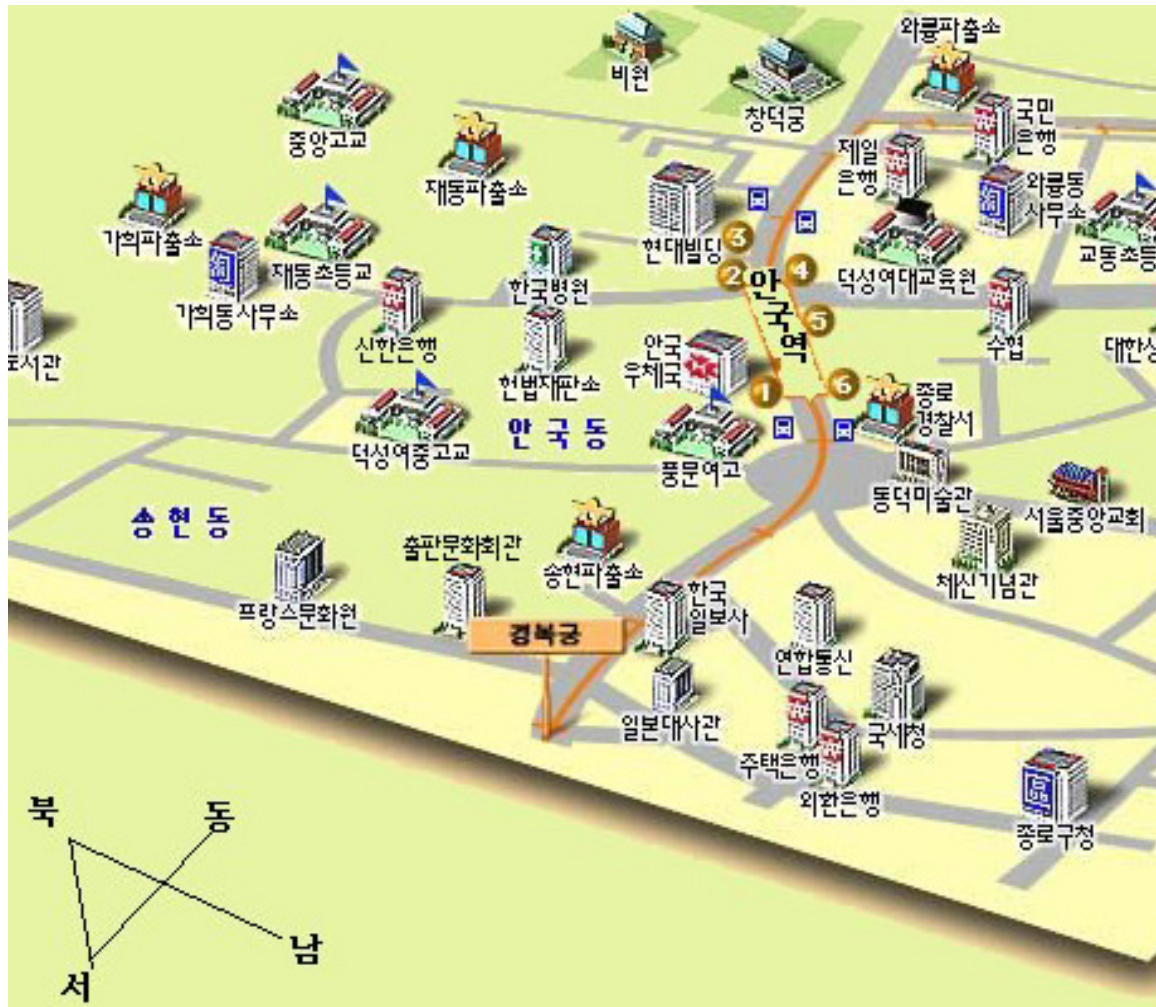 와룡파출소
비원
창덕궁
국민
은행
중앙고교
제일
은행
재동파출소
와룡동
사무소
가회파출소
재동초등교
현대빌딩
3
교동초등
가회동사무소
한국병원
2
안국역
4
덕성여대교육원
도서관
신한은행
헌법재판소
안국
우체국
5
수협
대한상
1
6
종로
경찰서
덕성여중고교
안국동
풍문여고
동덕미술관
서울중앙교회
송현동
출판문화회관
송현파출소
체신기념관
프랑스문화원
한국
일보사
경복궁
연합통신
일본대사관
국세청
주택은행
외환은행
종로구청
북
동
남
서